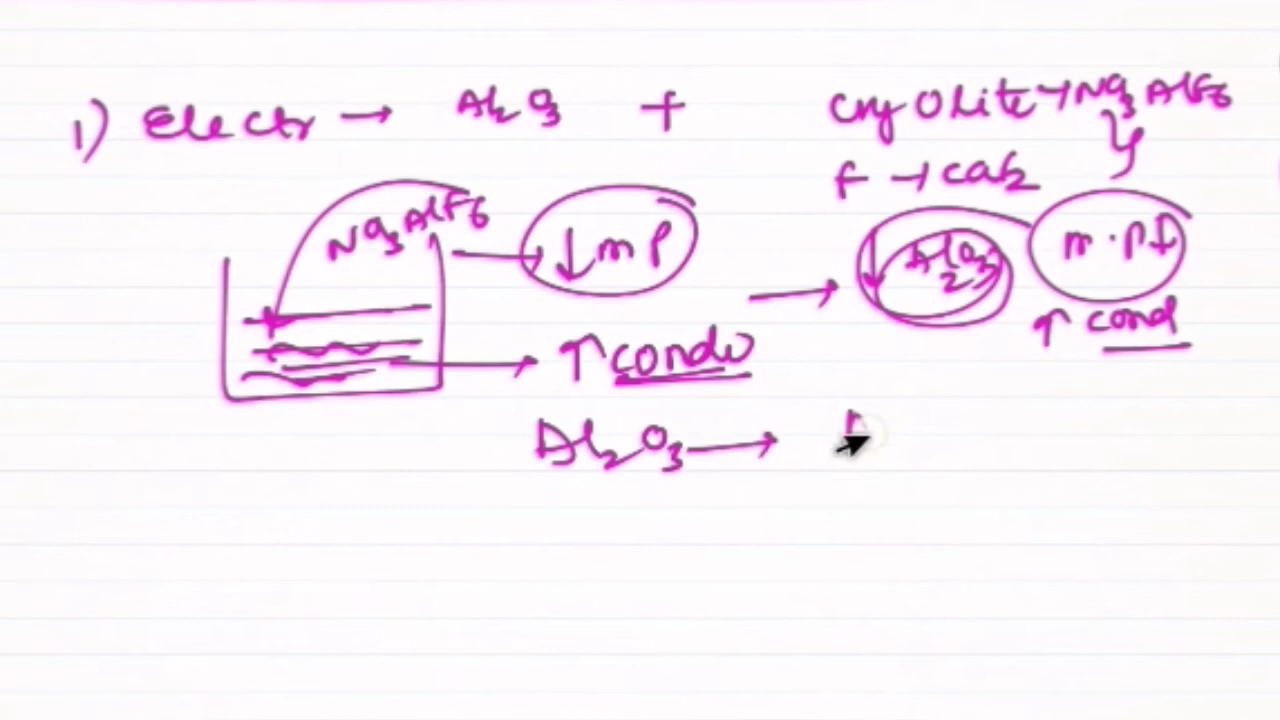 1) Electr → Al2O3 + Cryolite → Na3AlF6
F → CaF2
Na3AlF6 → ↓ m p → ↓ Al2O3 m.p↓
↑ condu ↑ cond
Al2O3 →